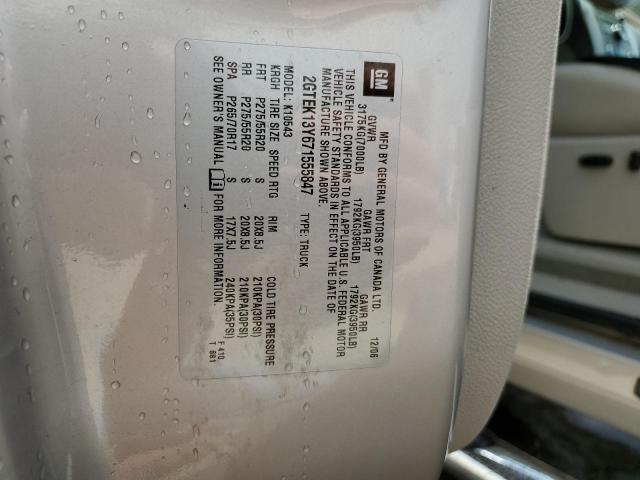 GM
MFD BY GENERAL MOTORS OF CANADA LTD.
GVWR GAWR FRT GAWR RR 12/06
3175KG(7000LB) 1792KG(3950LB) 1792KG(3950LB)
THIS VEHICLE CONFORMS TO ALL APPLICABLE U.S. FEDERAL MOTOR
VEHICLE SAFETY STANDARDS IN EFFECT ON THE DATE OF
MANUFACTURE SHOWN ABOVE.
2GTEK13Y671555847 TYPE: TRUCK
MODEL: K10543
KRGH TIRE SIZE SPEED RTG RIM COLD TIRE PRESSURE
FRT P275/55R20 S 20X8.5J 210KPA(30PSI)
RR P275/55R20 S 20X8.5J 210KPA(30PSI)
SPA P265/70R17 S 17X7.5J 240KPA(35PSI)
SEE OWNER'S MANUAL FOR MORE INFORMATION.
F 410
T 681